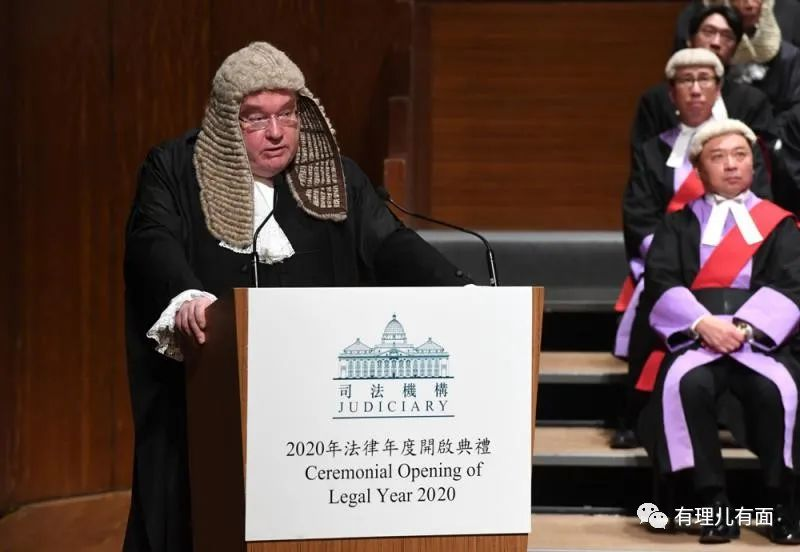 司法機構
JUDICIARY
2020年法律年度開啟典禮
Ceremonial Opening of
Legal Year 2020
有理儿有面